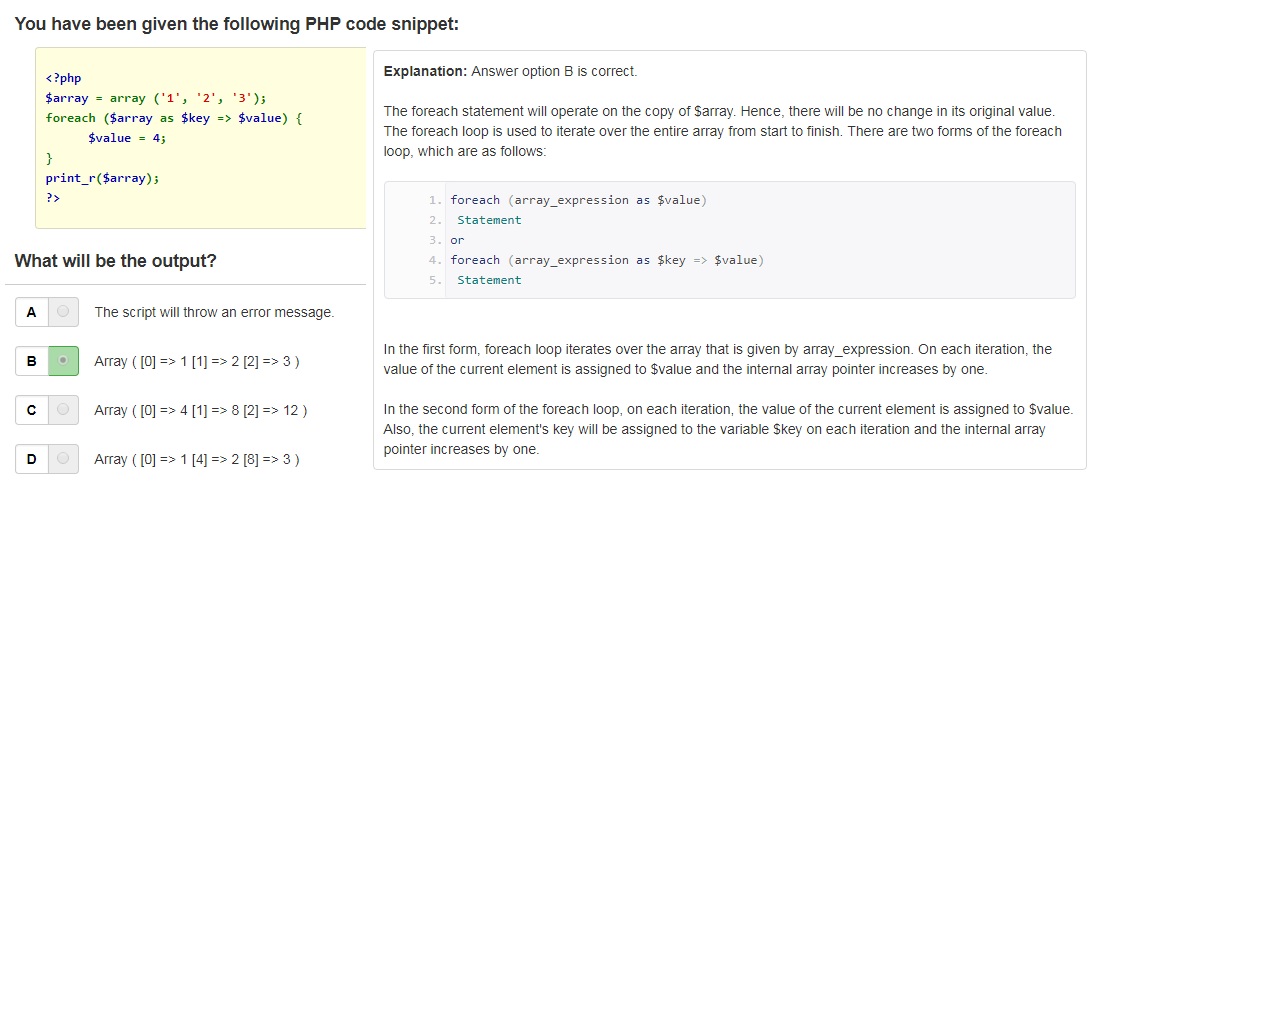 You have been given the following PHP code snippet:
<?php
$array = array ('1', '2', '3');
foreach ($array as $key => $value) {
$value = 4;
}
print_r($array);
?>
What will be the output?
A The script will throw an error message.
B Array ( [0] => 1 [1] => 2 [2] => 3 )
C Array ( [0] => 4 [1] => 8 [2] => 12 )
D Array ( [0] => 1 [4] => 2 [8] => 3 )
Explanation: Answer option B is correct.
The foreach statement will operate on the copy of $array. Hence, there will be no change in its original value.
The foreach loop is used to iterate over the entire array from start to finish. There are two forms of the foreach
loop, which are as follows:
1. foreach (array_expression as $value)
2. Statement
3. or
4. foreach (array_expression as $key => $value)
5. Statement
In the first form, foreach loop iterates over the array that is given by array_expression. On each iteration, the
value of the current element is assigned to $value and the internal array pointer increases by one.
In the second form of the foreach loop, on each iteration, the value of the current element is assigned to $value.
Also, the current element's key will be assigned to the variable $key on each iteration and the internal array
pointer increases by one.